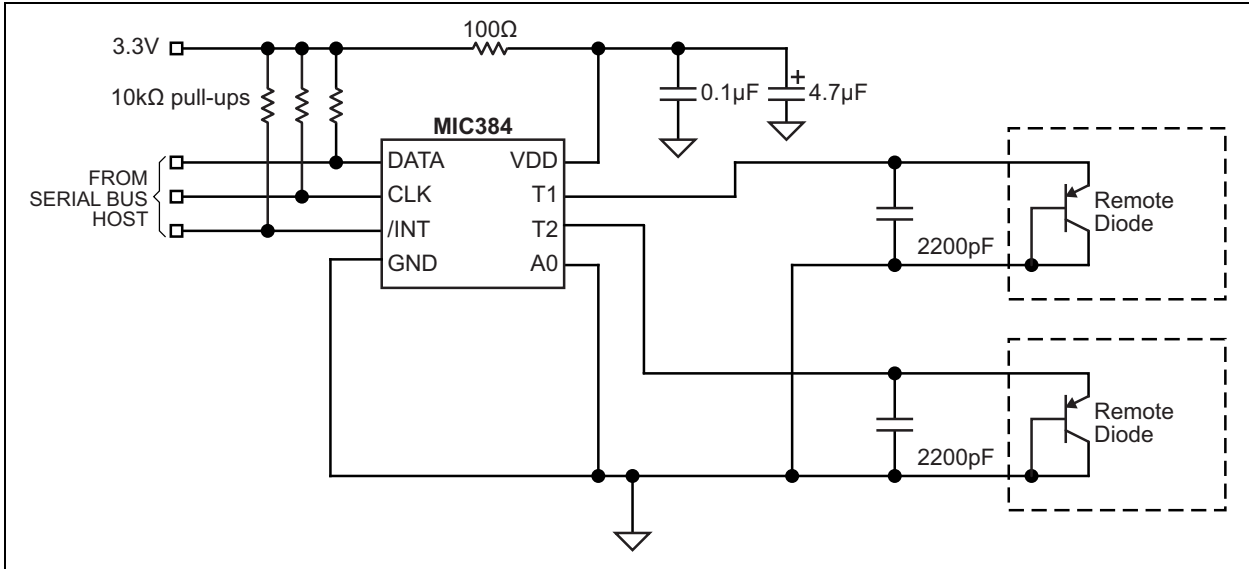 100Ω
3.3V
10kΩ pull-ups
+
0.1µF
4.7µF
MIC384
DATA
VDD
FROM
SERIAL BUS
HOST
CLK
T1
/INT
T2
GND
A0
2200pF
Remote
Diode
2200pF
Remote
Diode